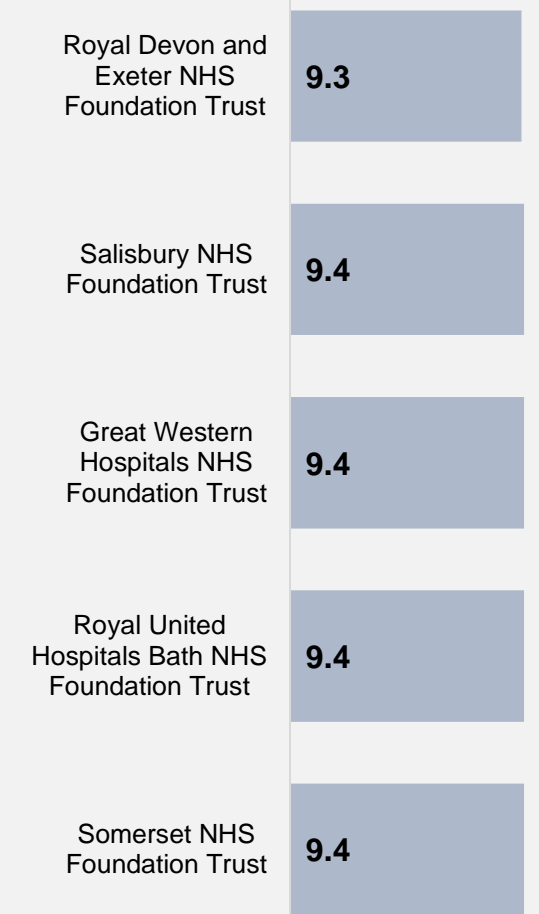 Royal Devon and
Exeter NHS
Foundation Trust
9.3
Salisbury NHS
Foundation Trust
9.4
Great Western
Hospitals NHS
Foundation Trust
9.4
Royal United
Hospitals Bath NHS
Foundation Trust
9.4
Somerset NHS
Foundation Trust
9.4